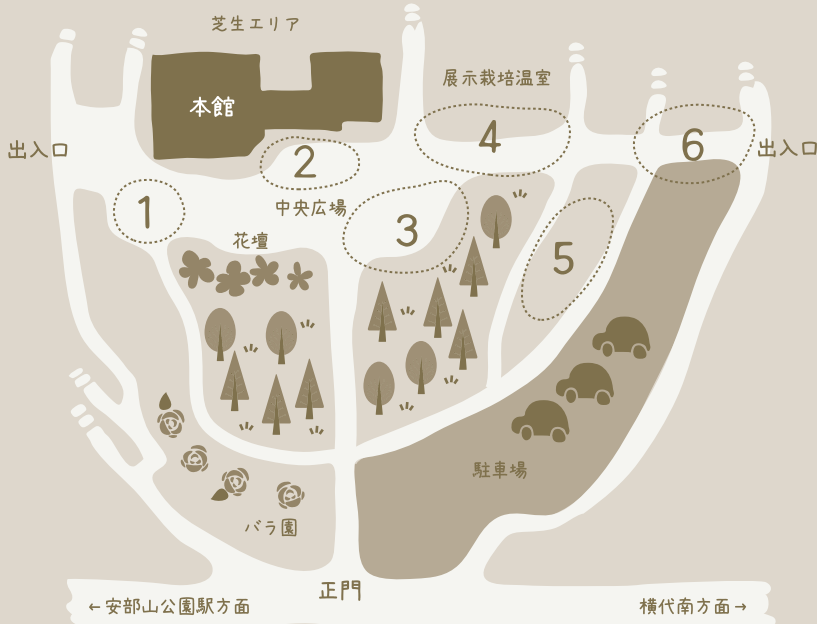 芝生エリア
展示栽培温室
本館
出入口
2
4
6
出入口
1
中央広場
3
花壇
5
駐車場
バラ園
正門
←安部山公園駅方面
横代南方面→